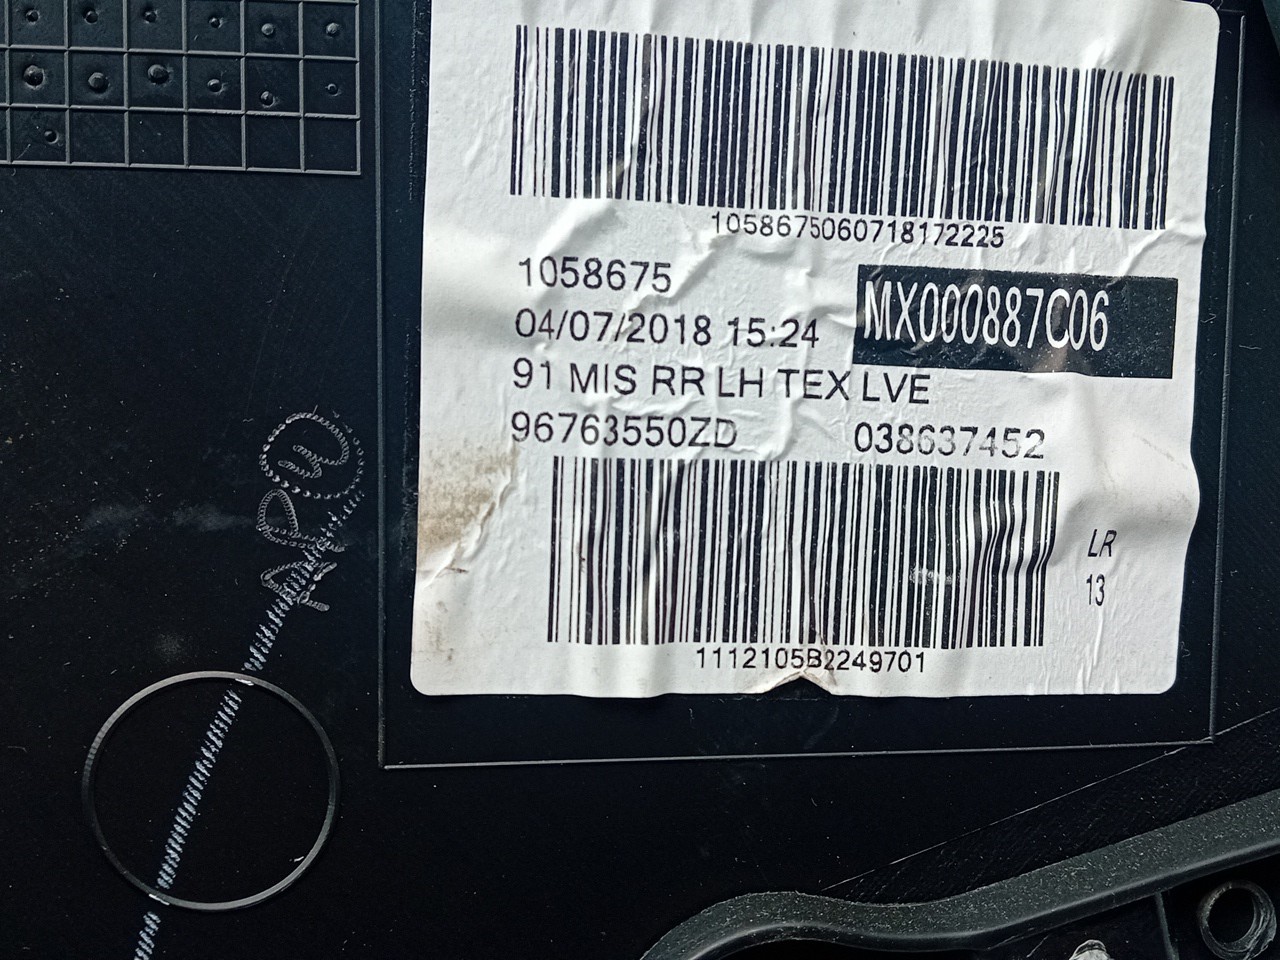 1058675060718172225
1058675
04/07/2018 15:24
MX000887C06
91 MIS RR LH TEX LVE
96763550ZD
038637452
LR
13
1112105B2249701